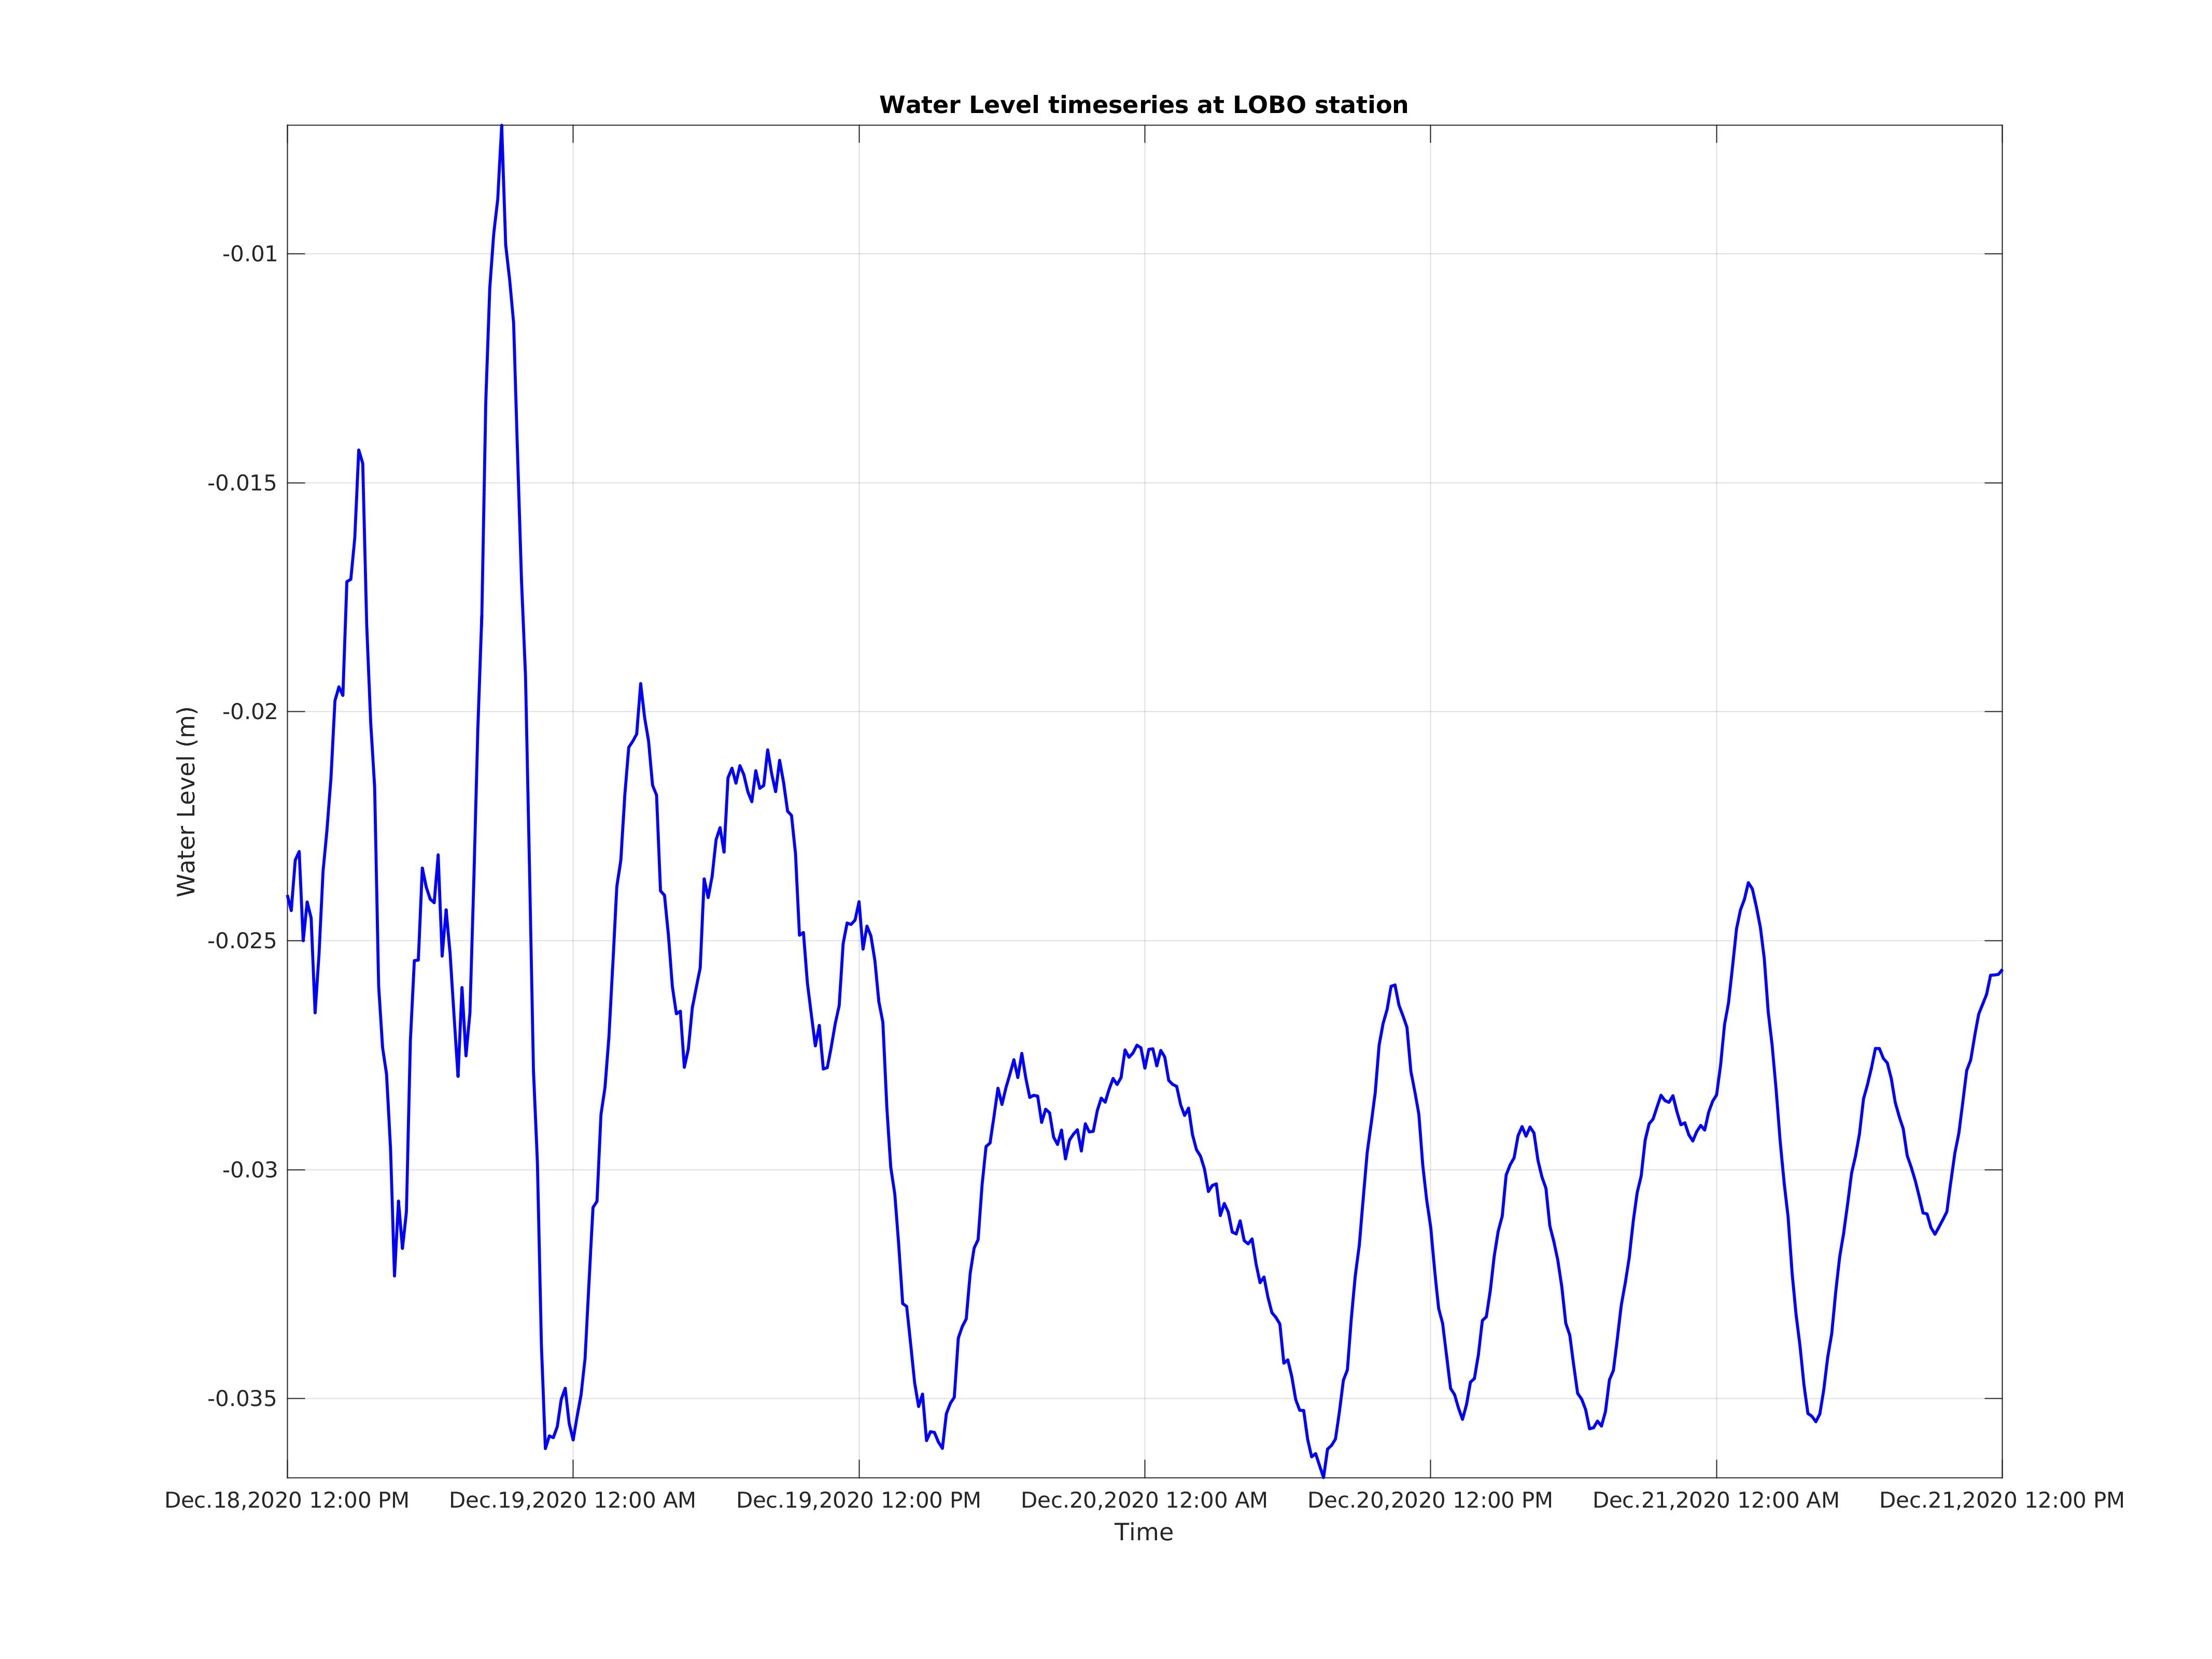 Water Level timeseries at LOBO station
-0.01
-0.015
-0.02
-0.025
-0.03
-0.035
Water Level (m)
Dec.18,2020 12:00 PM
Dec.19,2020 12:00 AM
Dec.19,2020 12:00 PM
Dec.20,2020 12:00 AM
Dec.20,2020 12:00 PM
Dec.21,2020 12:00 AM
Dec.21,2020 12:00 PM
Time